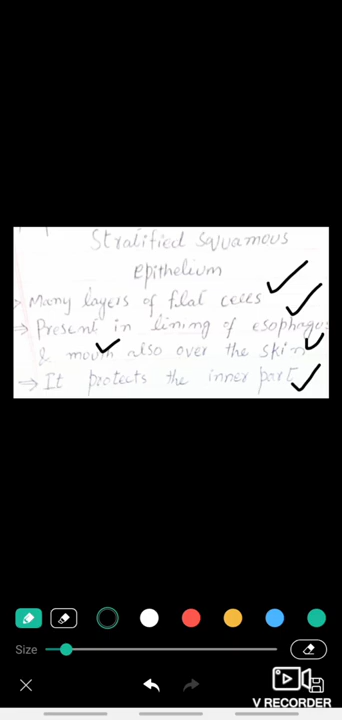 Stratified squamous
epithelium
→ Many layers of flat cells
→ Present in lining of esophagus
& mouth also over the skin
→ It protects the inner part
Size
V RECORDER